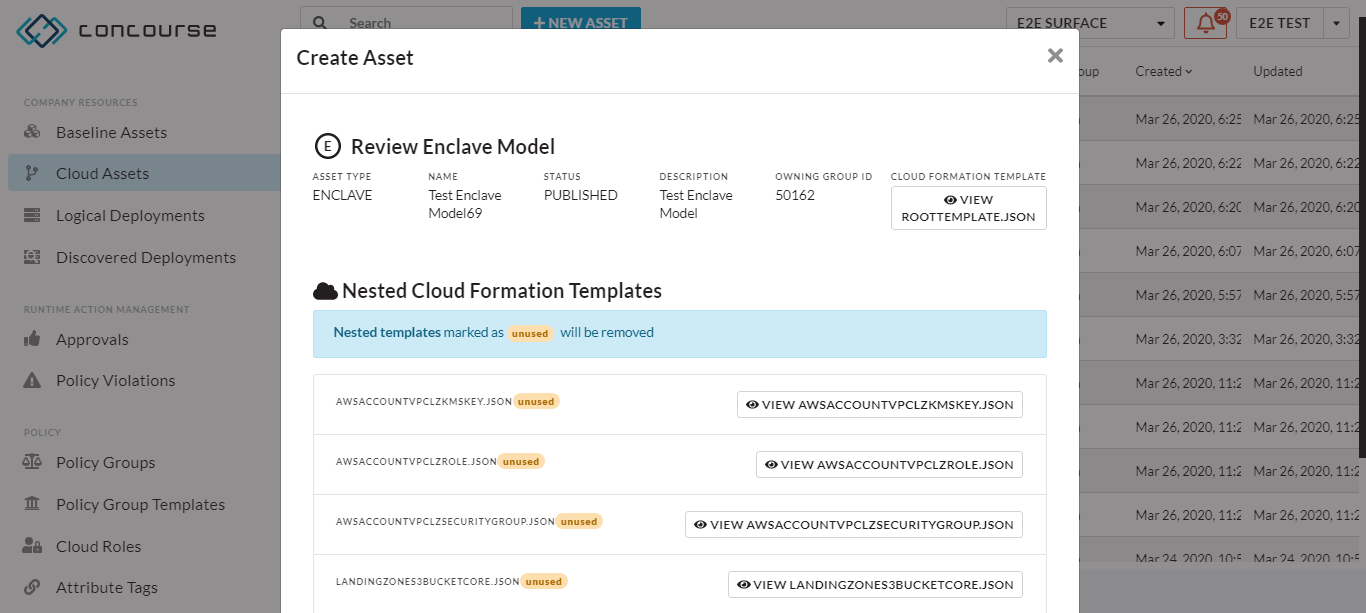 concourse
Search
+ NEW ASSET
E2E SURFACE
50
E2E TEST
Create Asset
COMPANY RESOURCES
Baseline Assets
Cloud Assets
Logical Deployments
Discovered Deployments
RUNTIME ACTION MANAGEMENT
Approvals
Policy Violations
POLICY
Policy Groups
Policy Group Templates
Cloud Roles
Attribute Tags
E Review Enclave Model
ASSET TYPE NAME STATUS DESCRIPTION OWNING GROUP ID CLOUD FORMATION TEMPLATE
ENCLAVE Test Enclave PUBLISHED Test Enclave 50162 VIEW
Model69 Model ROOTTEMPLATE.JSON
Nested Cloud Formation Templates
Nested templates marked as unused will be removed
AWSACCOUNTVPCLZKMSKEY.JSON unused VIEW AWSACCOUNTVPCLZKMSKEY.JSON
AWSACCOUNTVPCLZROLE.JSON unused VIEW AWSACCOUNTVPCLZROLE.JSON
AWSACCOUNTVPCLZSECURITYGROUP.JSON unused VIEW AWSACCOUNTVPCLZSECURITYGROUP.JSON
LANDINGZONES3BUCKETCORE.JSON unused VIEW LANDINGZONES3BUCKETCORE.JSON
oup Created Updated
Mar 26, 2020, 6:25 Mar 26, 2020, 6:25
Mar 26, 2020, 6:22 Mar 26, 2020, 6:22
Mar 26, 2020, 6:20 Mar 26, 2020, 6:20
Mar 26, 2020, 6:07 Mar 26, 2020, 6:07
Mar 26, 2020, 5:57 Mar 26, 2020, 5:57
Mar 26, 2020, 3:32 Mar 26, 2020, 3:32
Mar 26, 2020, 11:2 Mar 26, 2020, 11:2
Mar 26, 2020, 11:2 Mar 26, 2020, 11:2
Mar 26, 2020, 11:2 Mar 26, 2020, 11:2
Mar 26, 2020, 11:2 Mar 26, 2020, 11:2
Mar 24, 2020, 10:5 Mar 24, 2020, 10:5